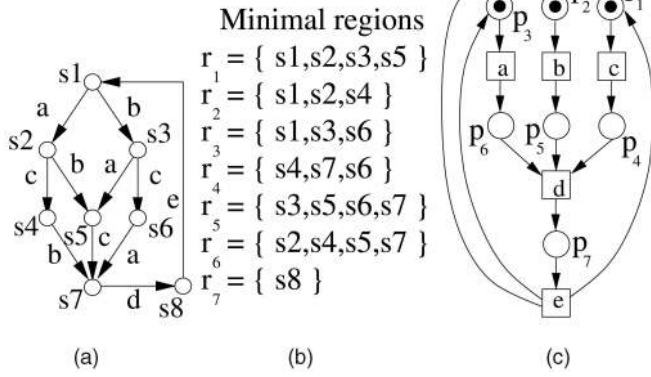 Minimal regions
r1 = { s1,s2,s3,s5 }
r2 = { s1,s2,s4 }
r3 = { s1,s3,s6 }
r4 = { s4,s7,s6 }
r5 = { s3,s5,s6,s7 }
r6 = { s2,s4,s5,s7 }
r7 = { s8 }
s1
a
b
s2
s3
c
b
a
c
e
s4
s5
s6
b
c
a
s7
d
s8
p3
p2
a
b
c
p6
p5
p4
d
p7
e
(a)
(b)
(c)